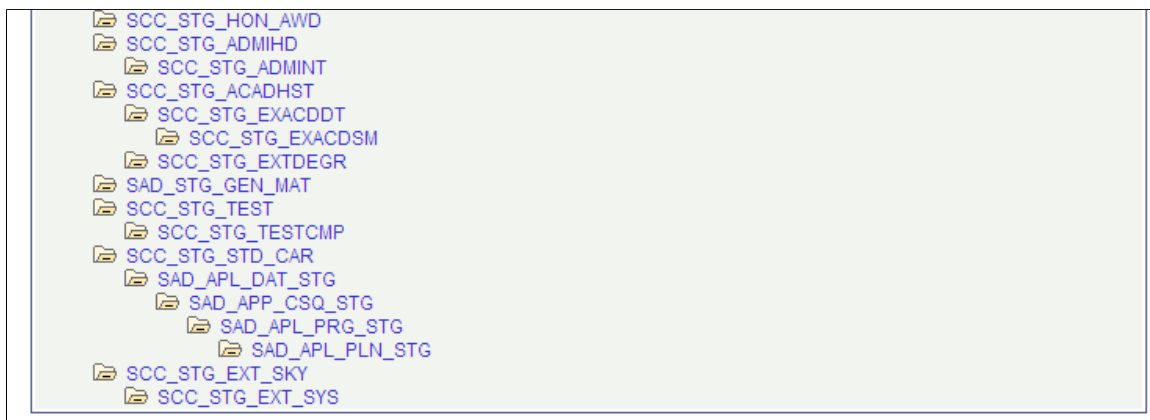 SCC_STG_HON_AWD
SCC_STG_ADMIHD
SCC_STG_ADMINT
SCC_STG_ACADHST
SCC_STG_EXACDDT
SCC_STG_EXACDSM
SCC_STG_EXTDEGR
SAD_STG_GEN_MAT
SCC_STG_TEST
SCC_STG_TESTCMP
SCC_STG_STD_CAR
SAD_APL_DAT_STG
SAD_APP_CSQ_STG
SAD_APL_PRG_STG
SAD_APL_PLN_STG
SCC_STG_EXT_SKY
SCC_STG_EXT_SYS